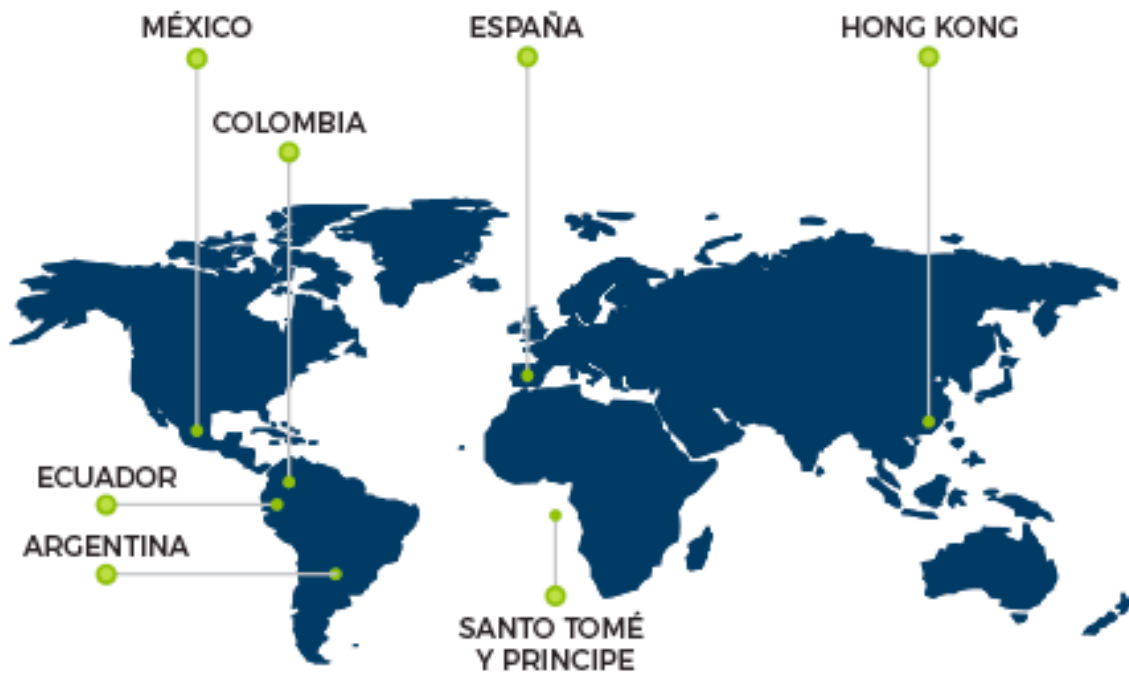 MÉXICO
ESPAÑA
HONG KONG
COLOMBIA
ECUADOR
ARGENTINA
SANTO TOMÉ
Y PRINCIPE